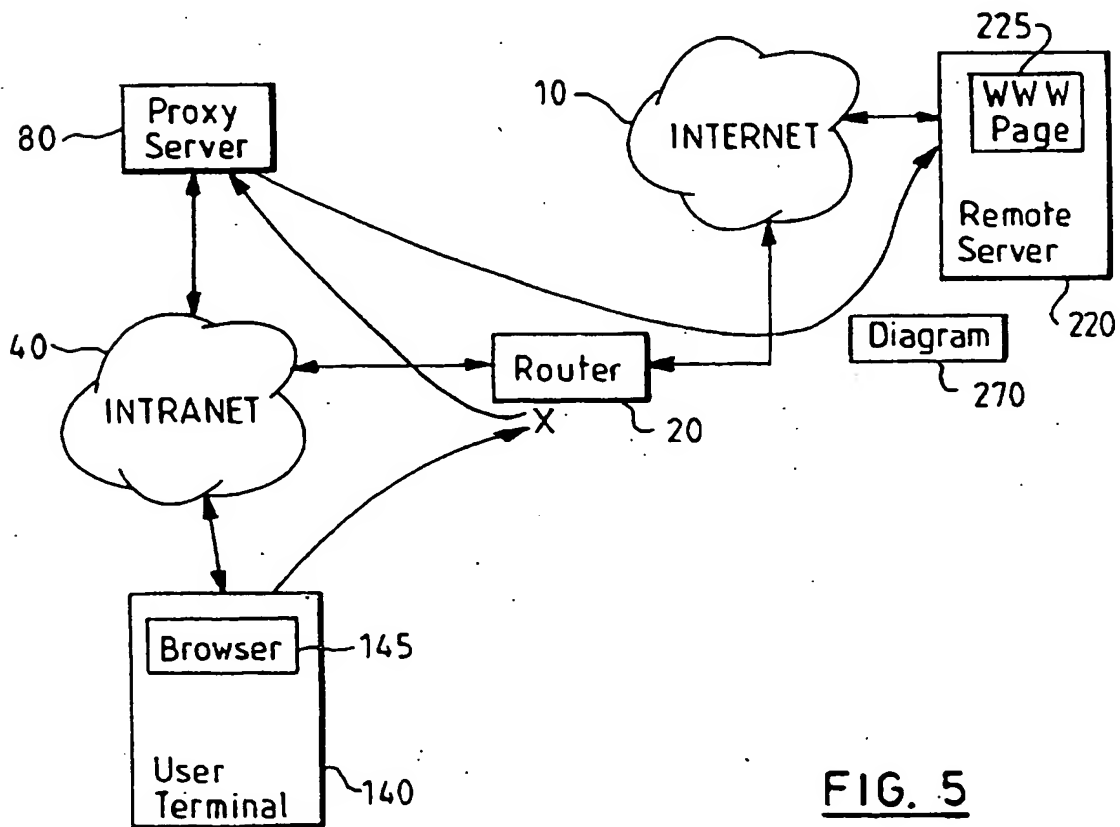 225
WWW
Page
Remote
Server
220
10
INTERNET
Proxy
Server
80
40
INTRANET
Router
20
X
Diagram
270
Browser
145
User
Terminal
140
FIG. 5